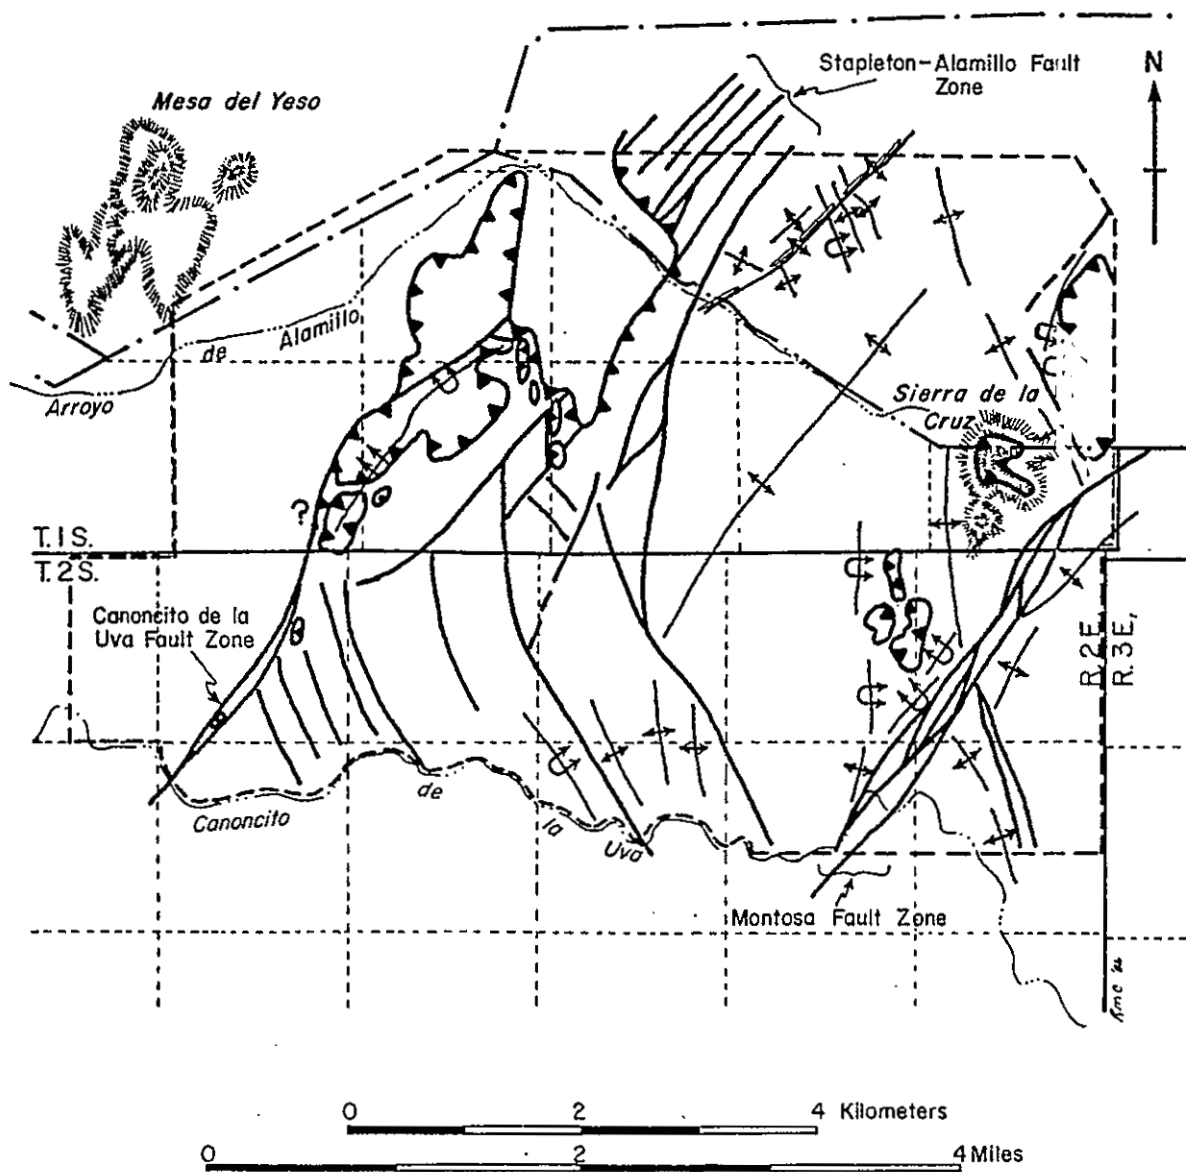 Stapleton-Alamillo Fault
Zone
N
Mesa del Yeso
Arroyo
de
Alamillo
Sierra de la
Cruz
?
T.1S.
T.2S.
Canoncito de la
Uva Fault Zone
R.2E.
R.3E.
Canoncito
de
la
Uva
Montosa Fault Zone
0 2 4 Kilometers
0 2 4 Miles